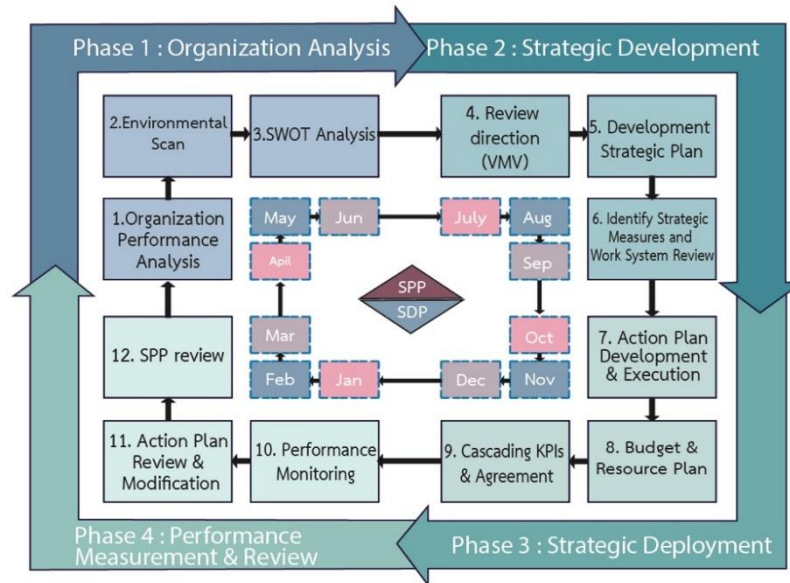 Phase 1 : Organization Analysis
Phase 2 : Strategic Development
2.Environmental
Scan
3.SWOT Analysis
4. Review
direction
(VMV)
5. Development
Strategic Plan
1.Organization
Performance
Analysis
May
Jun
July
Aug
6. Identify Strategic
Measures and
Work System Review
Apil
Sep
SPP
SDP
12. SPP review
Mar
Oct
7. Action Plan
Development
& Execution
Feb
Jan
Dec
Nov
11. Action Plan
Review &
Modification
10. Performance
Monitoring
9. Cascading KPIs
& Agreement
8. Budget &
Resource Plan
Phase 4 : Performance
Measurement & Review
Phase 3 : Strategic Deployment